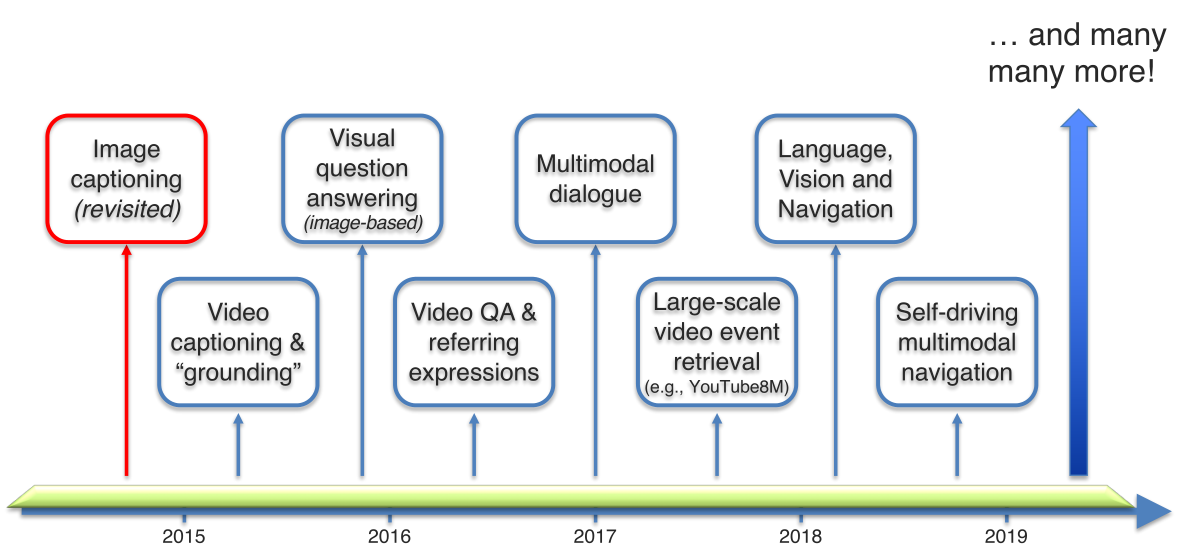 … and many
many more!
Image
captioning
(revisited)
Visual
question
answering
(image-based)
Multimodal
dialogue
Language,
Vision and
Navigation
Video
captioning &
“grounding”
Video QA &
referring
expressions
Large-scale
video event
retrieval
(e.g., YouTube8M)
Self-driving
multimodal
navigation
2015
2016
2017
2018
2019